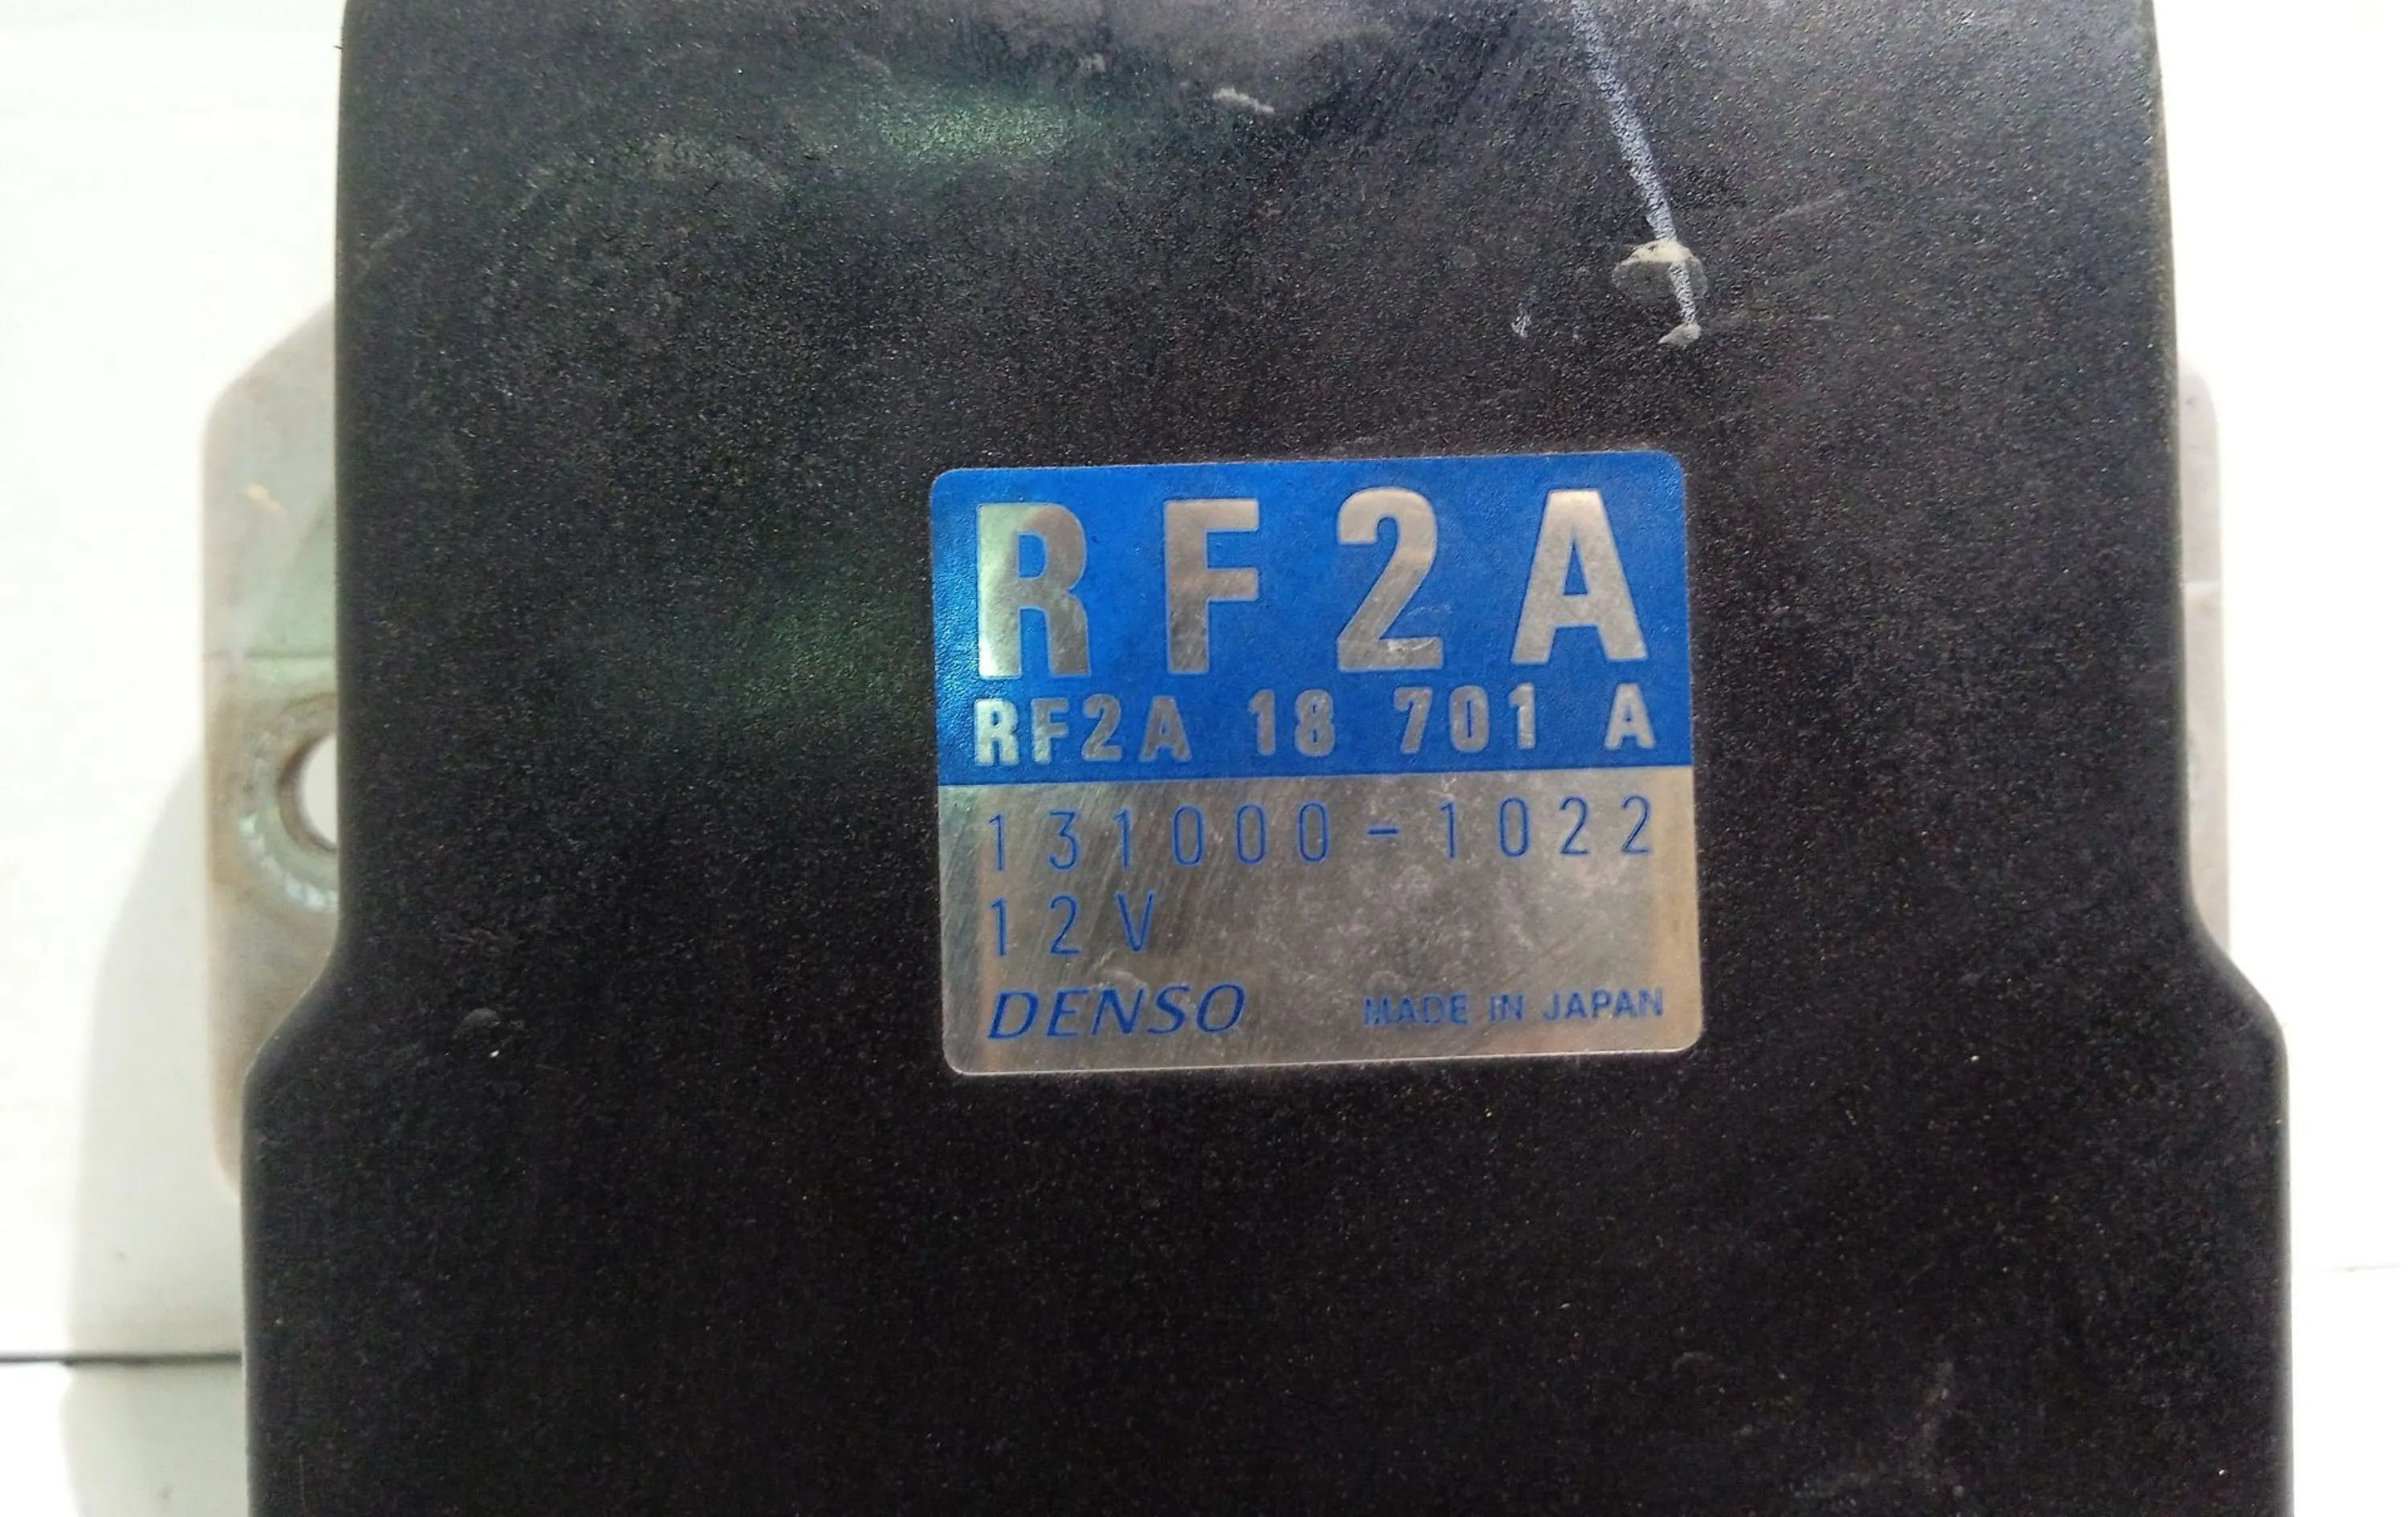 RF2A
RF2A 18 701 A
131000-1022
12V
DENSO MADE IN JAPAN